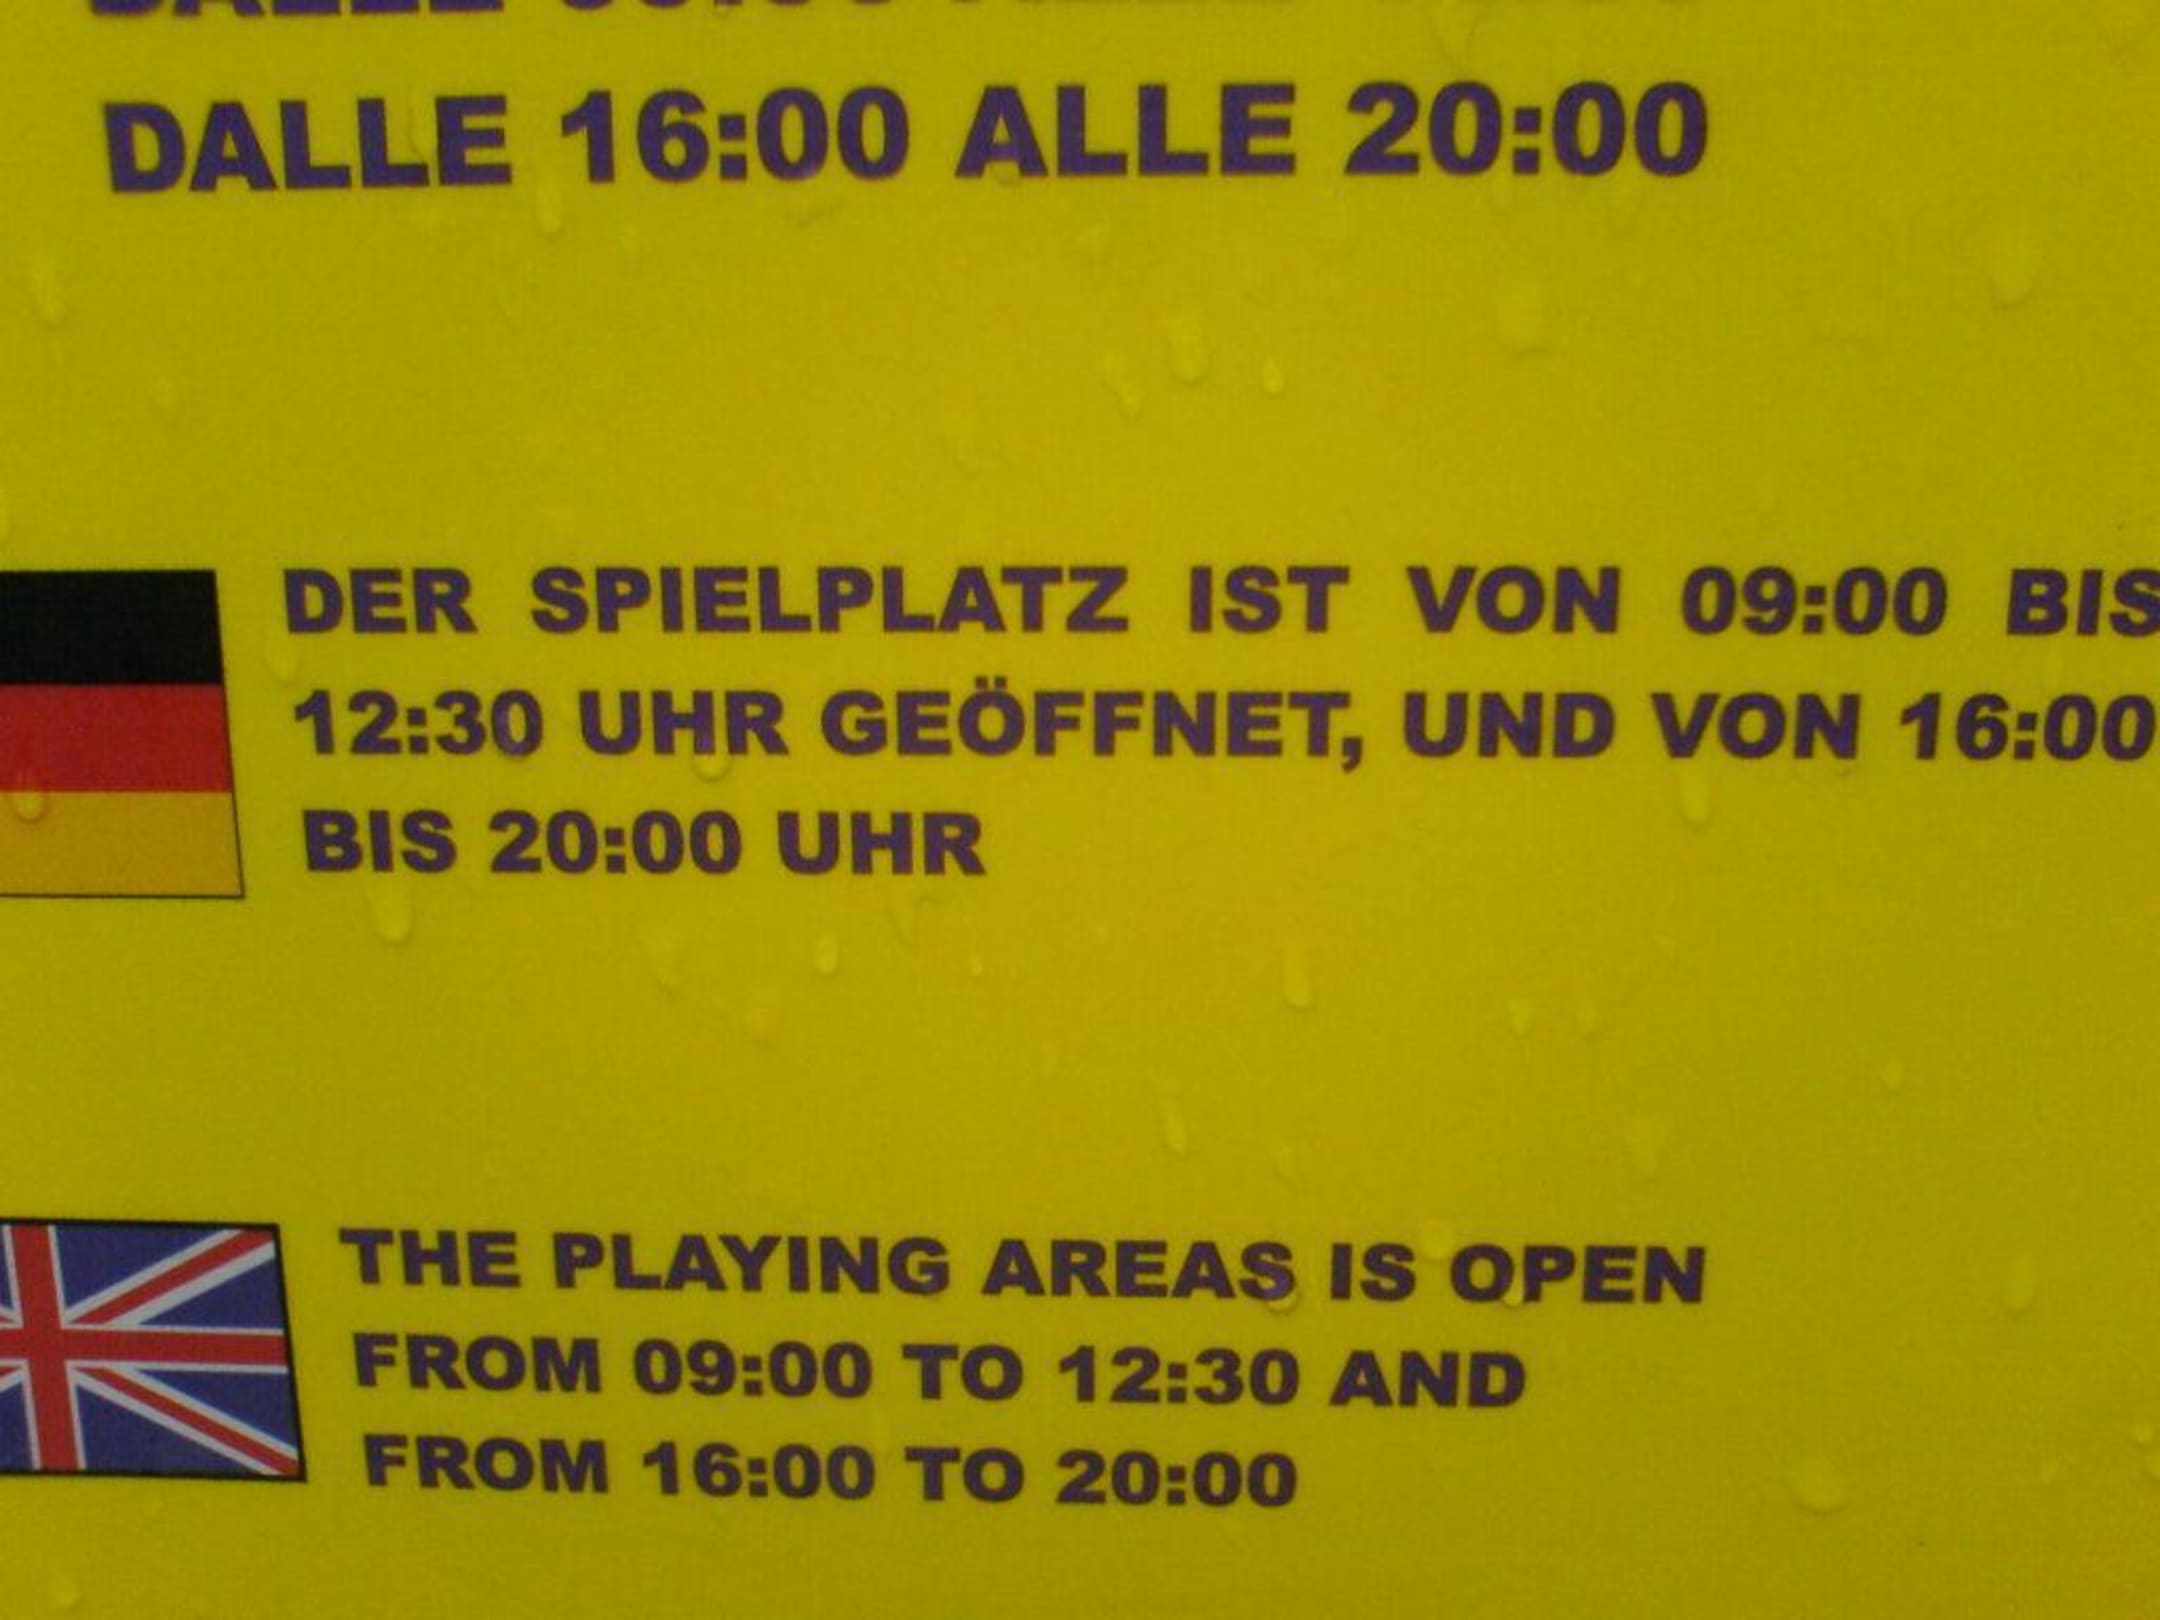 DALLE 16:00 ALLE 20:00
DER SPIELPLATZ IST VON 09:00 BIS
12:30 UHR GEÖFFNET, UND VON 16:00
BIS 20:00 UHR
THE PLAYING AREAS IS OPEN
FROM 09:00 TO 12:30 AND
FROM 16:00 TO 20:00